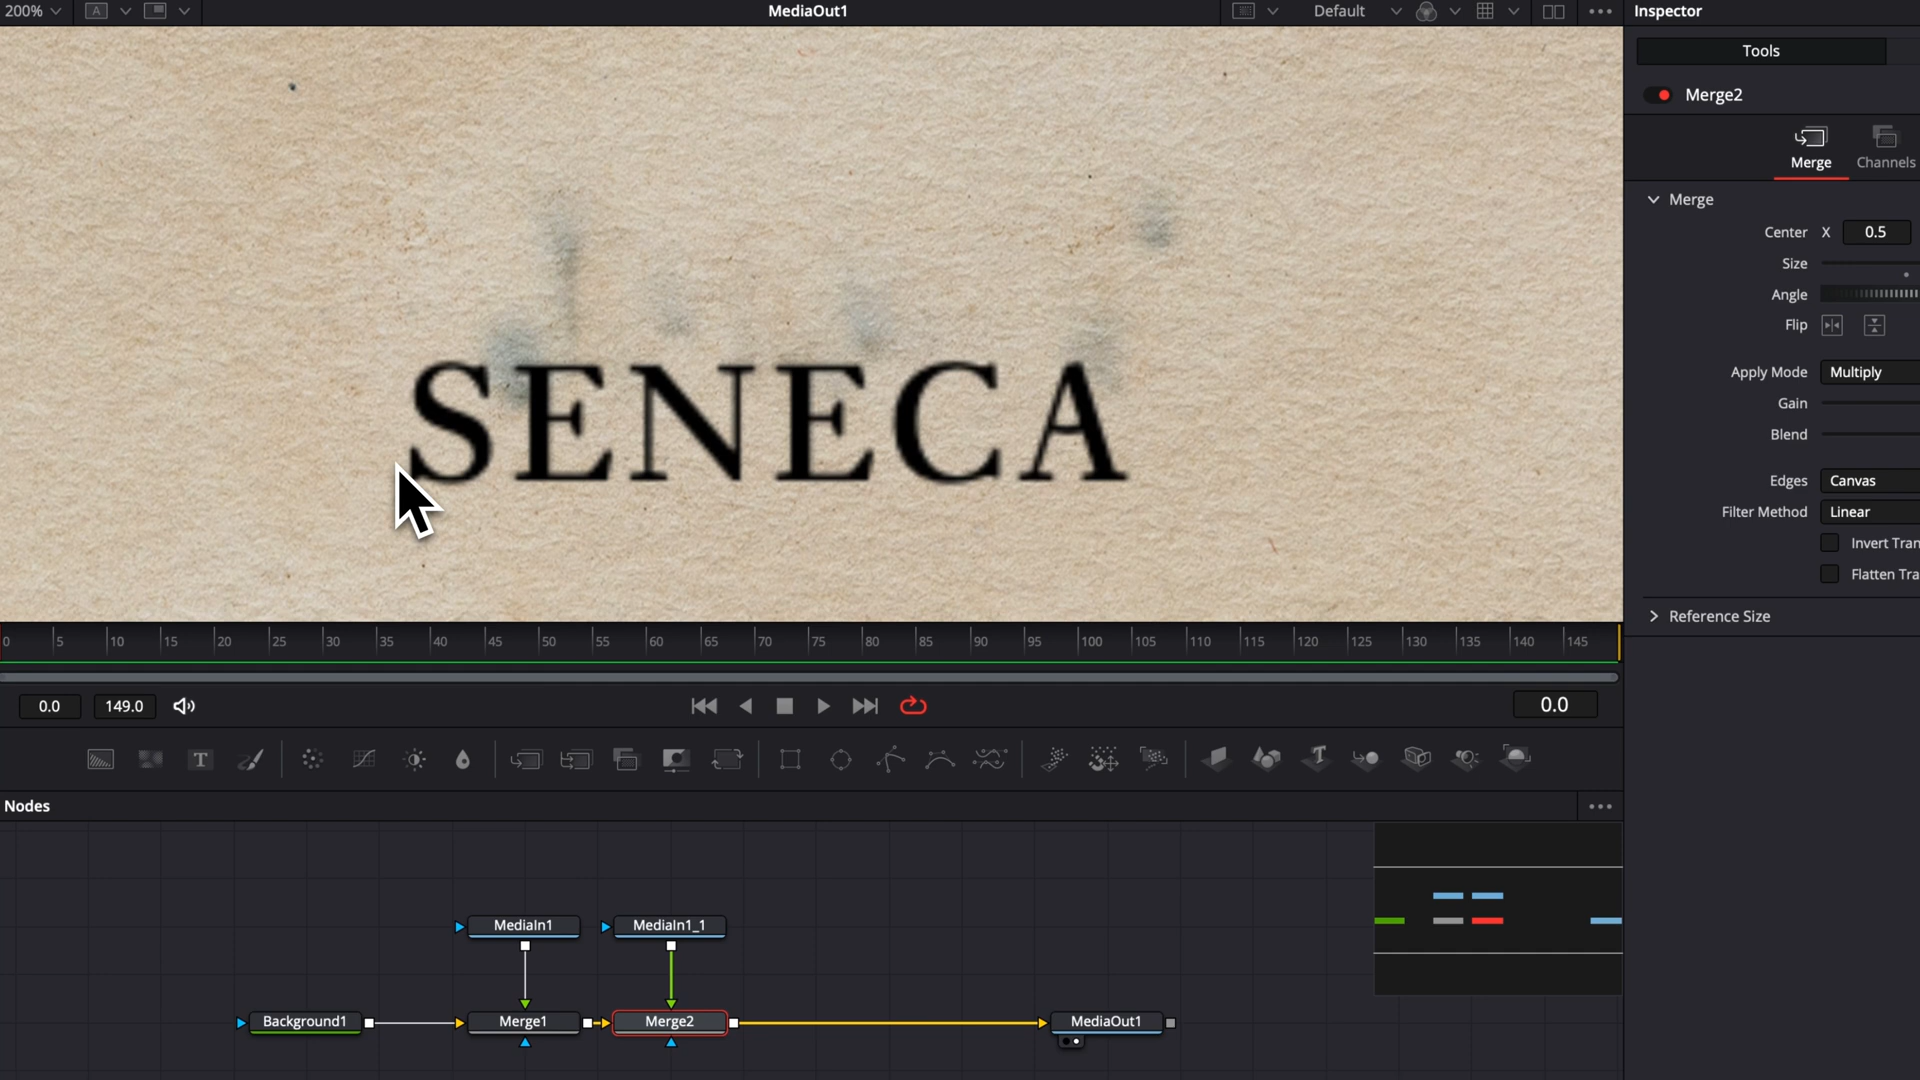 200% A MediaOut1 Default Inspector
Tools
Merge2
Merge Channels
Merge
Center X 0.5
Size
Angle
Flip
Apply Mode Multiply
Gain
Blend
Edges Canvas
Filter Method Linear
Invert Tran
Flatten Tra
Reference Size
SENECA
0 5 10 15 20 25 30 35 40 45 50 55 60 65 70 75 80 85 90 95 100 105 110 115 120 125 130 135 140 145
0.0 149.0 0.0
T T
Nodes
MediaIn1 MediaIn1_1
Background1 Merge1 Merge2 MediaOut1